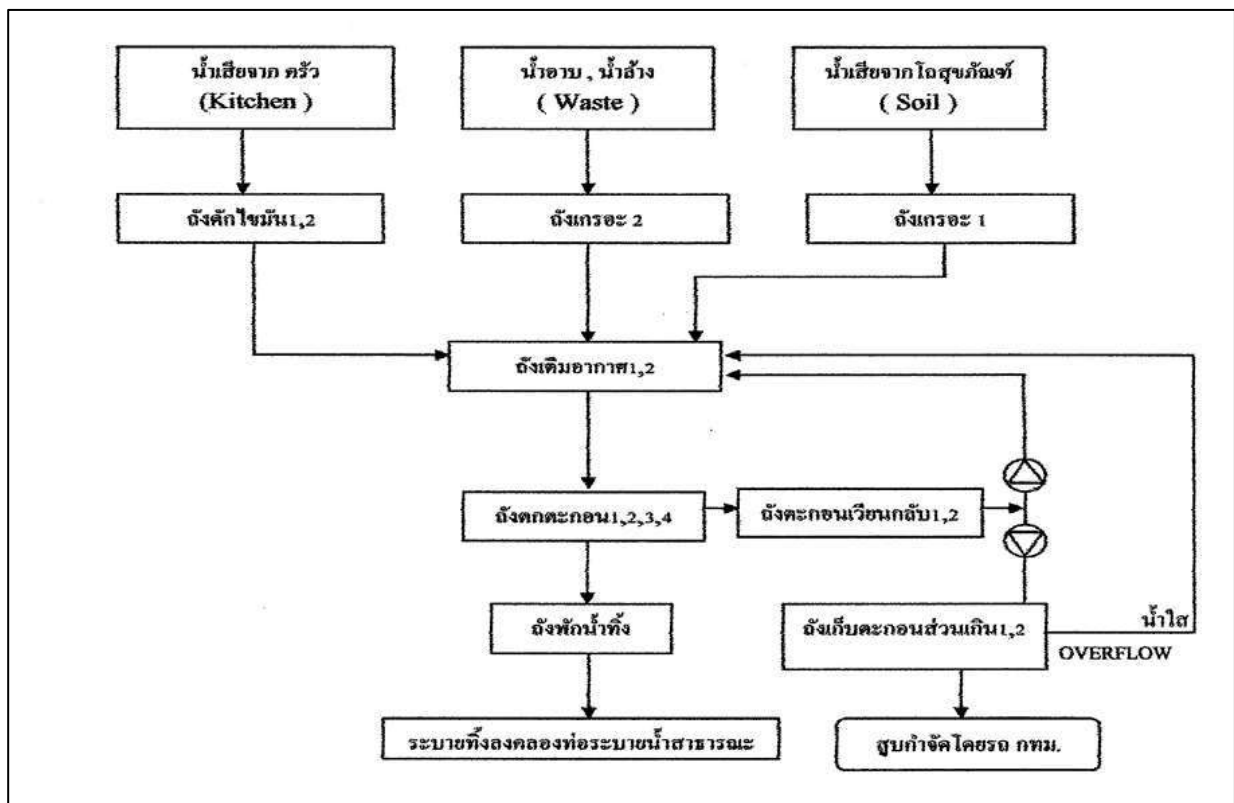 น้ำเสียจาก ครัว
(Kitchen)
น้ำอาบ , น้ำล้าง
( Waste )
น้ำเสียจากโถสุขภัณฑ์
( Soil )
ถังดักไขมัน1,2
ถังเกรอะ 2
ถังเกรอะ 1
ถังเติมอากาศ1,2
ถังตกตะกอน1,2,3,4
ถังตะกอนเวียนกลับ1,2
ถังพักน้ำทิ้ง
ถังเก็บตะกอนส่วนเกิน1,2
น้ำใส
OVERFLOW
ระบายทิ้งลงคลองท่อระบายน้ำสาธารณะ
สูบกำจัดโดยรถ กทม.